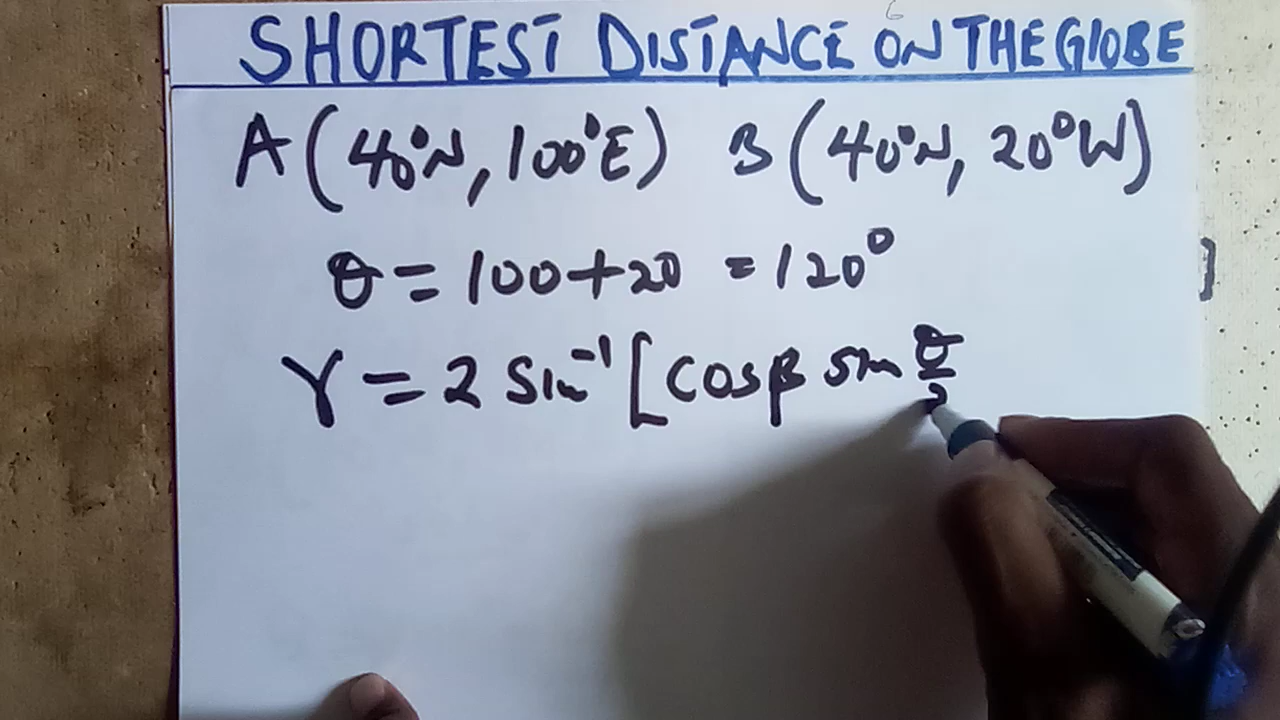 SHORTEST DISTANCE ON THE GLOBE
A (40°N, 100°E) B (40°N, 20°W)
θ = 100 + 20 = 120°
γ = 2 Sin⁻¹ [cosβ sin θ/2